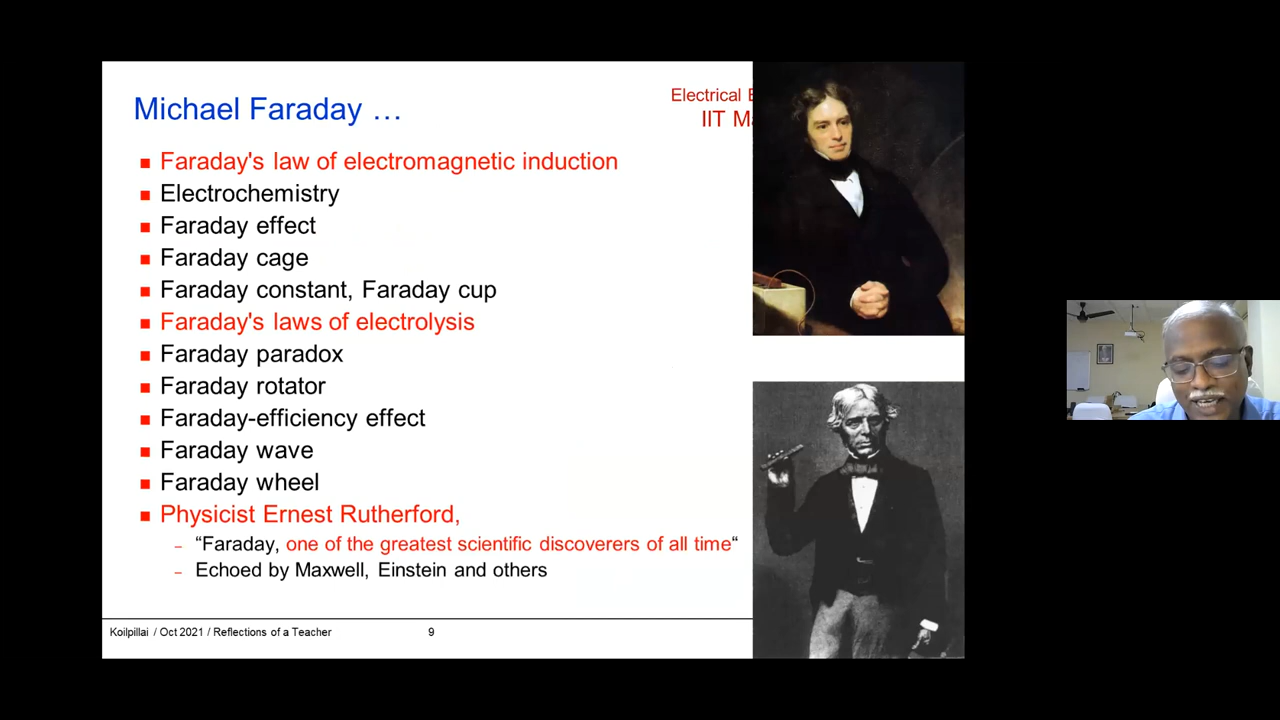 Michael Faraday …
Electrical
IIT
Faraday's law of electromagnetic induction
Electrochemistry
Faraday effect
Faraday cage
Faraday constant, Faraday cup
Faraday's laws of electrolysis
Faraday paradox
Faraday rotator
Faraday-efficiency effect
Faraday wave
Faraday wheel
Physicist Ernest Rutherford,
– “Faraday, one of the greatest scientific discoverers of all time“
– Echoed by Maxwell, Einstein and others
Koilpillai / Oct 2021 / Reflections of a Teacher 9